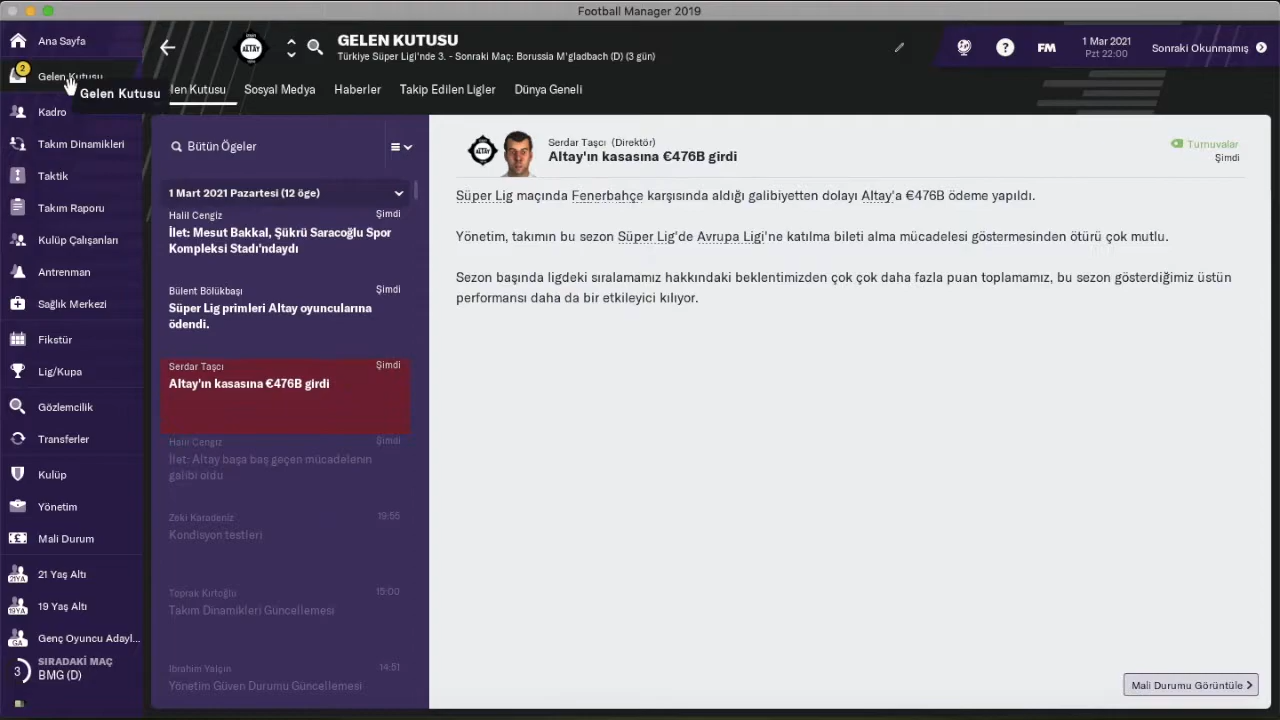 Football Manager 2019
Ana Sayfa
2
Gelen Kutusu
Gelen Kutusu
Kadro
Takım Dinamikleri
Taktik
Takım Raporu
Kulüp Çalışanları
Antrenman
Sağlık Merkezi
Fikstür
Lig/Kupa
Gözlemcilik
Transferler
Kulüp
Yönetim
Mali Durum
21YA
21 Yaş Altı
19YA
19 Yaş Altı
GA
Genç Oyuncu Adayl...
3
SIRADAKİ MAÇ
BMG (D)
ALTAY
GELEN KUTUSU
Türkiye Süper Ligi'nde 3. - Sonraki Maç: Borussia M'gladbach (D) (3 gün)
?
FM
1 Mar 2021
Pzt 22:00
Sonraki Okunmamış
len Kutusu
Sosyal Medya
Haberler
Takip Edilen Ligler
Dünya Geneli
Bütün Ögeler
1 Mart 2021 Pazartesi (12 öge)
Halil Cengiz
Şimdi
İlet: Mesut Bakkal, Şükrü Saracoğlu Spor
Kompleksi Stadı'ndaydı
Bülent Bölükbaşı
Şimdi
Süper Lig primleri Altay oyuncularına
ödendi.
Serdar Taşcı
Şimdi
Altay'ın kasasına €476B girdi
Halil Cengiz
Şimdi
İlet: Altay başa baş geçen mücadelenin
galibi oldu
Zeki Karadeniz
19:55
Kondisyon testleri
Toprak Kırtoğlu
15:00
Takım Dinamikleri Güncellemesi
İbrahim Yalçın
14:51
Yönetim Güven Durumu Güncellemesi
ALTAY
Serdar Taşcı (Direktör)
Altay'ın kasasına €476B girdi
Turnuvalar
Şimdi
Süper Lig maçında Fenerbahçe karşısında aldığı galibiyetten dolayı Altay'a €476B ödeme yapıldı.
Yönetim, takımın bu sezon Süper Lig'de Avrupa Ligi'ne katılma bileti alma mücadelesi göstermesinden ötürü çok mutlu.
Sezon başında ligdeki sıralamamız hakkındaki beklentimizden çok çok daha fazla puan toplamamız, bu sezon gösterdiğimiz üstün
performansı daha da bir etkileyici kılıyor.
Mali Durumu Görüntüle